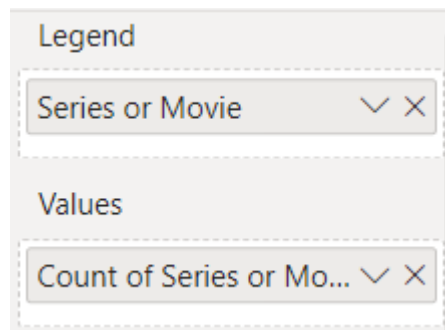 Legend
Series or Movie
Values
Count of Series or Mo...